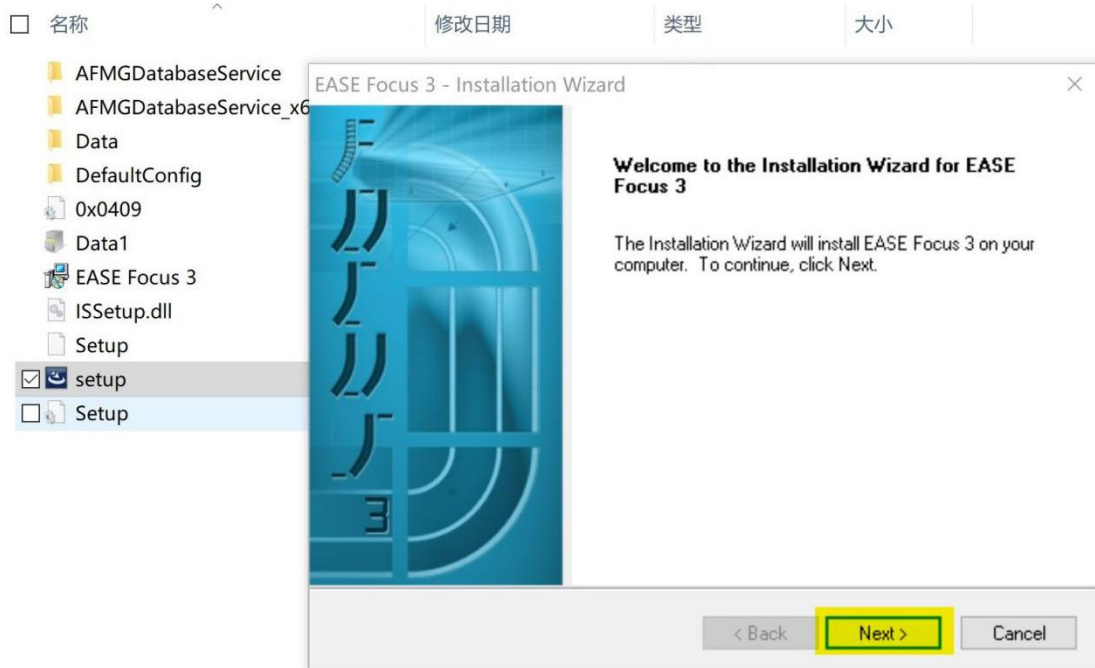 名称 修改日期 类型 大小
AFMGDatabaseService
AFMGDatabaseService_x6
Data
DefaultConfig
0x0409
Data1
EASE Focus 3
ISSetup.dll
Setup
setup
Setup
EASE Focus 3 - Installation Wizard
3
Welcome to the Installation Wizard for EASE
Focus 3
The Installation Wizard will install EASE Focus 3 on your
computer. To continue, click Next.
< Back Next > Cancel